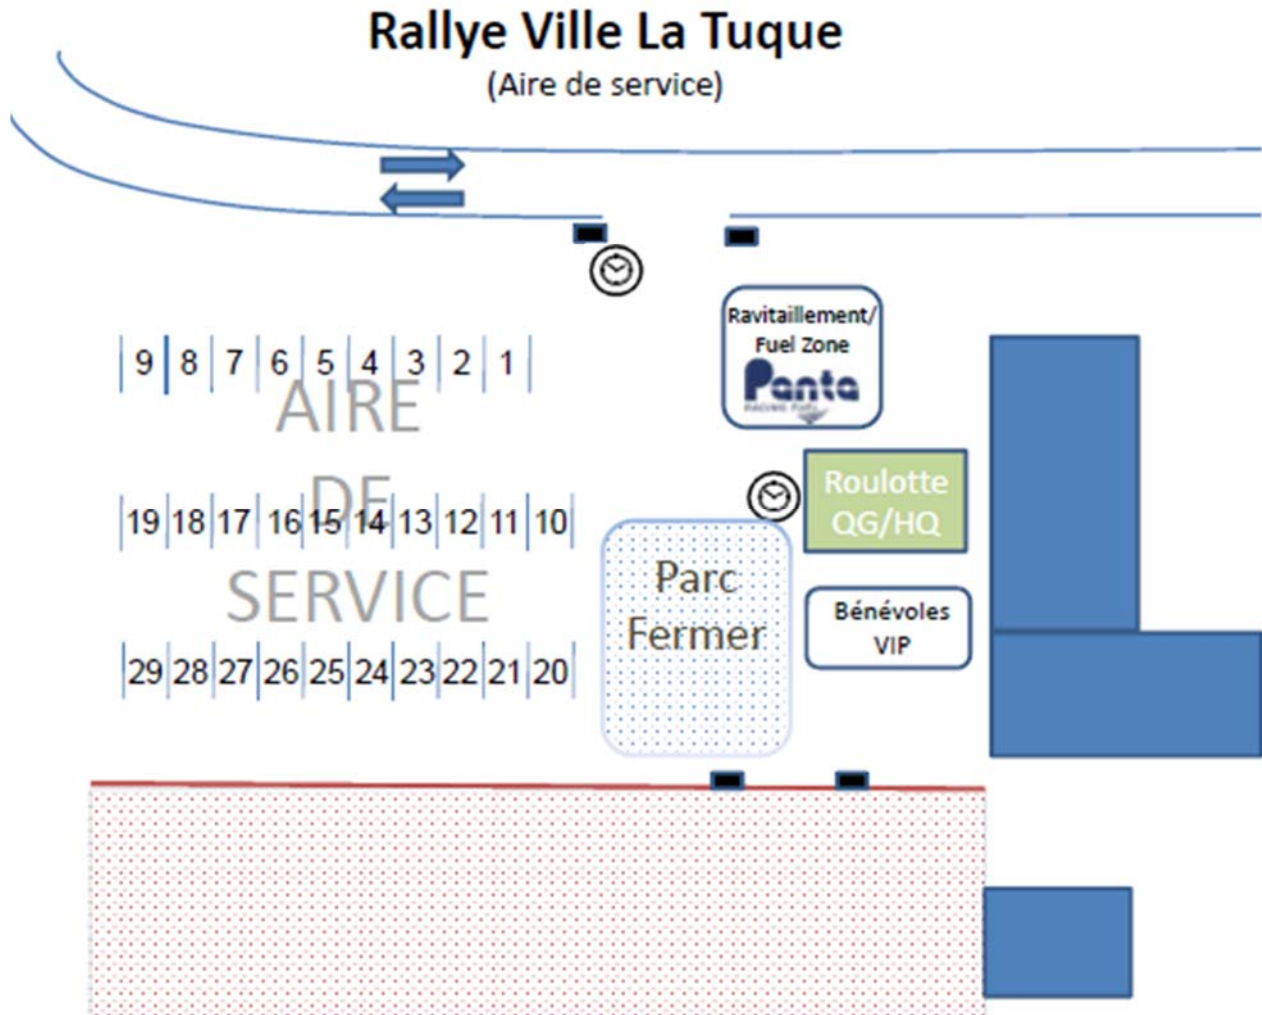 Rallye Ville La Tuque
(Aire de service)
Ravitaillement/
Fuel Zone
Panta
RACING FUEL
9 8 7 6 5 4 3 2 1
AIRE
DE
19 18 17 16 15 14 13 12 11 10
SERVICE
29 28 27 26 25 24 23 22 21 20
Roulotte
QG/HQ
Parc
Fermer
Bénévoles
VIP